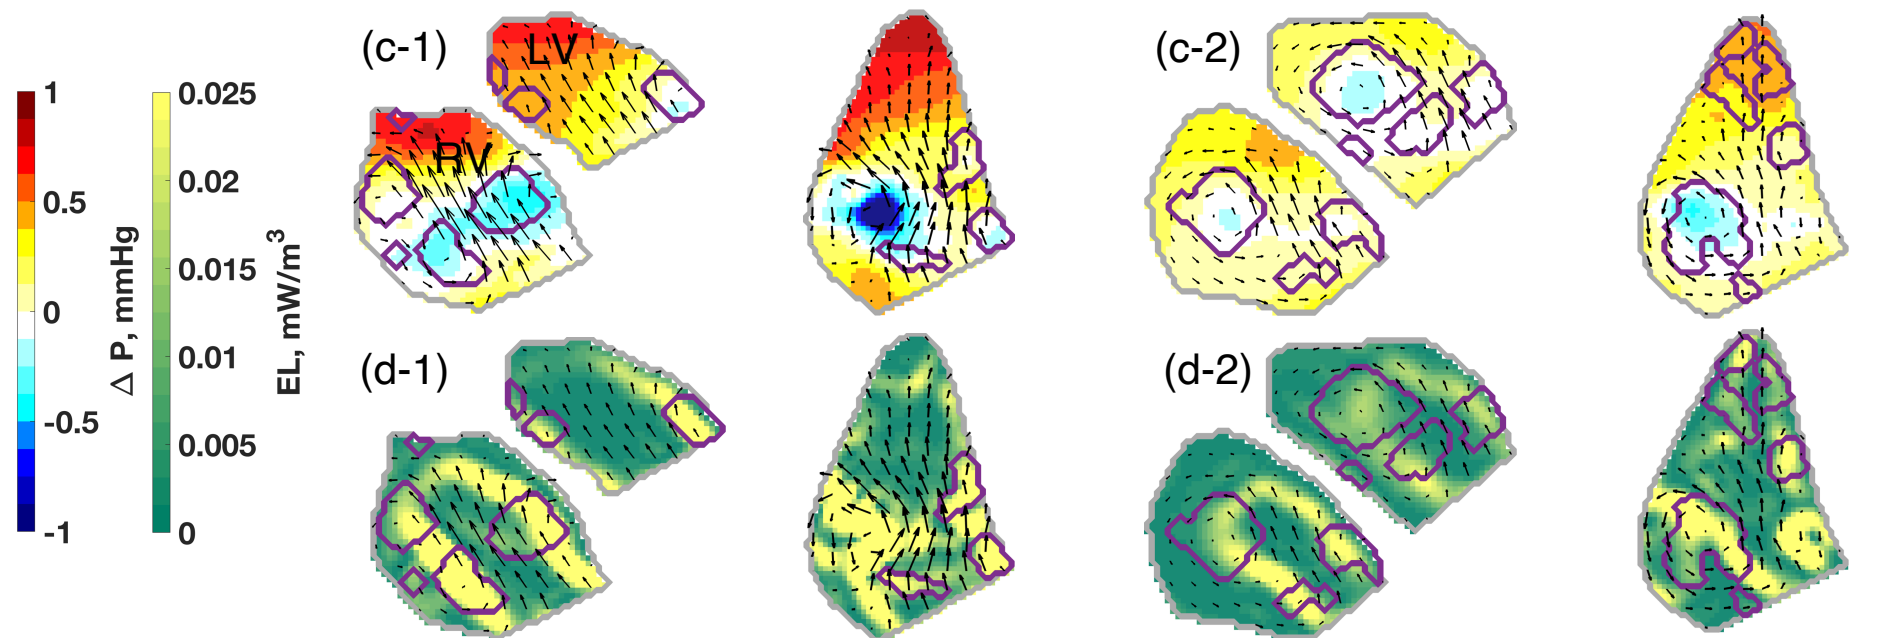 (c-1)
LV
(c-2)
1
0.5
0
-0.5
-1
Δ P, mmHg
0.025
0.02
0.015
0.01
0.005
0
EL, mW/m³
RV
(d-1)
(d-2)